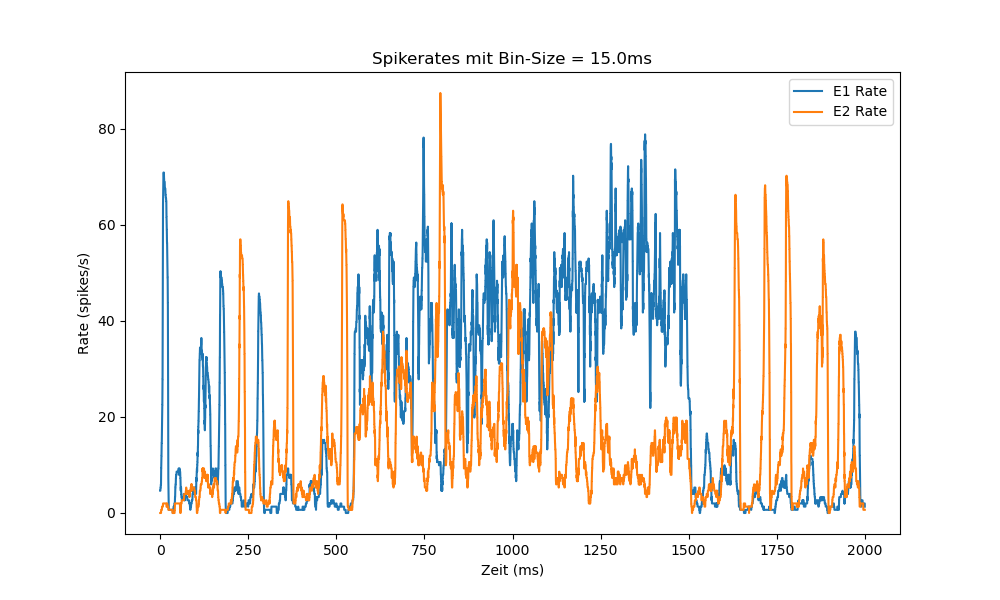 Spikerates mit Bin-Size = 15.0ms
E1 Rate
E2 Rate
Rate (spikes/s)
80
60
40
20
0
0 250 500 750 1000 1250 1500 1750 2000
Zeit (ms)